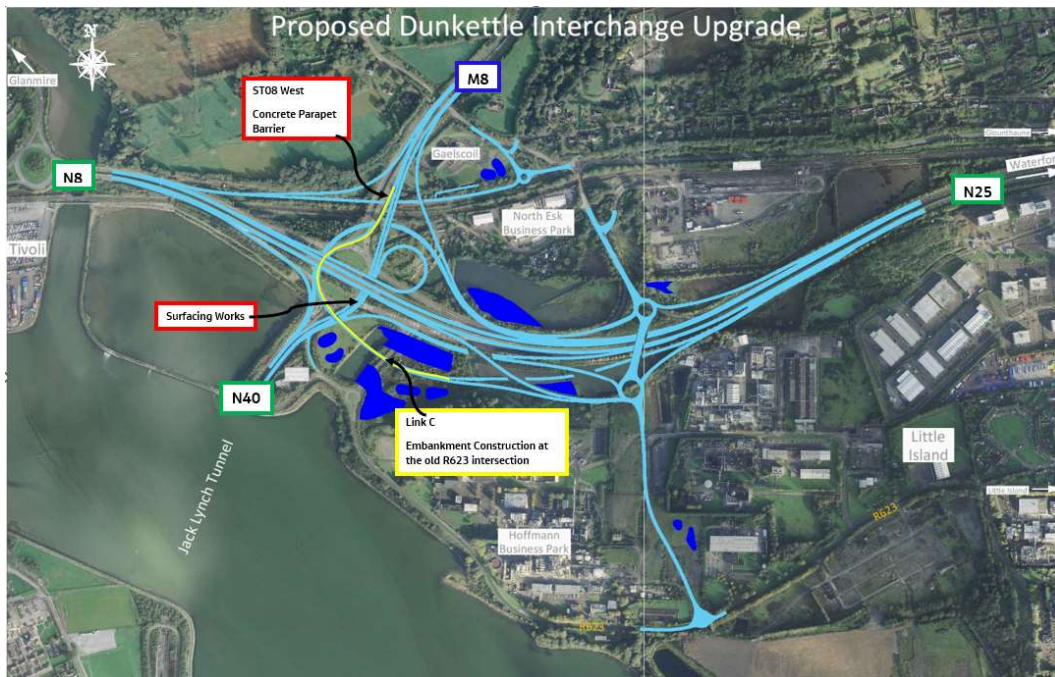 Proposed Dunkettle Interchange Upgrade
N
Glanmire
M8
ST08 West
Concrete Parapet
Barrier
Gaelscoil
Glounthaune
Waterfor
N8
N25
North Esk
Business Park
Tivoli
Surfacing Works
N40
Link C
Embankment Construction at
the old R623 intersection
Little
Island
Little Island
Jack Lynch Tunnel
R623
Hoffmann
Business Park
R623